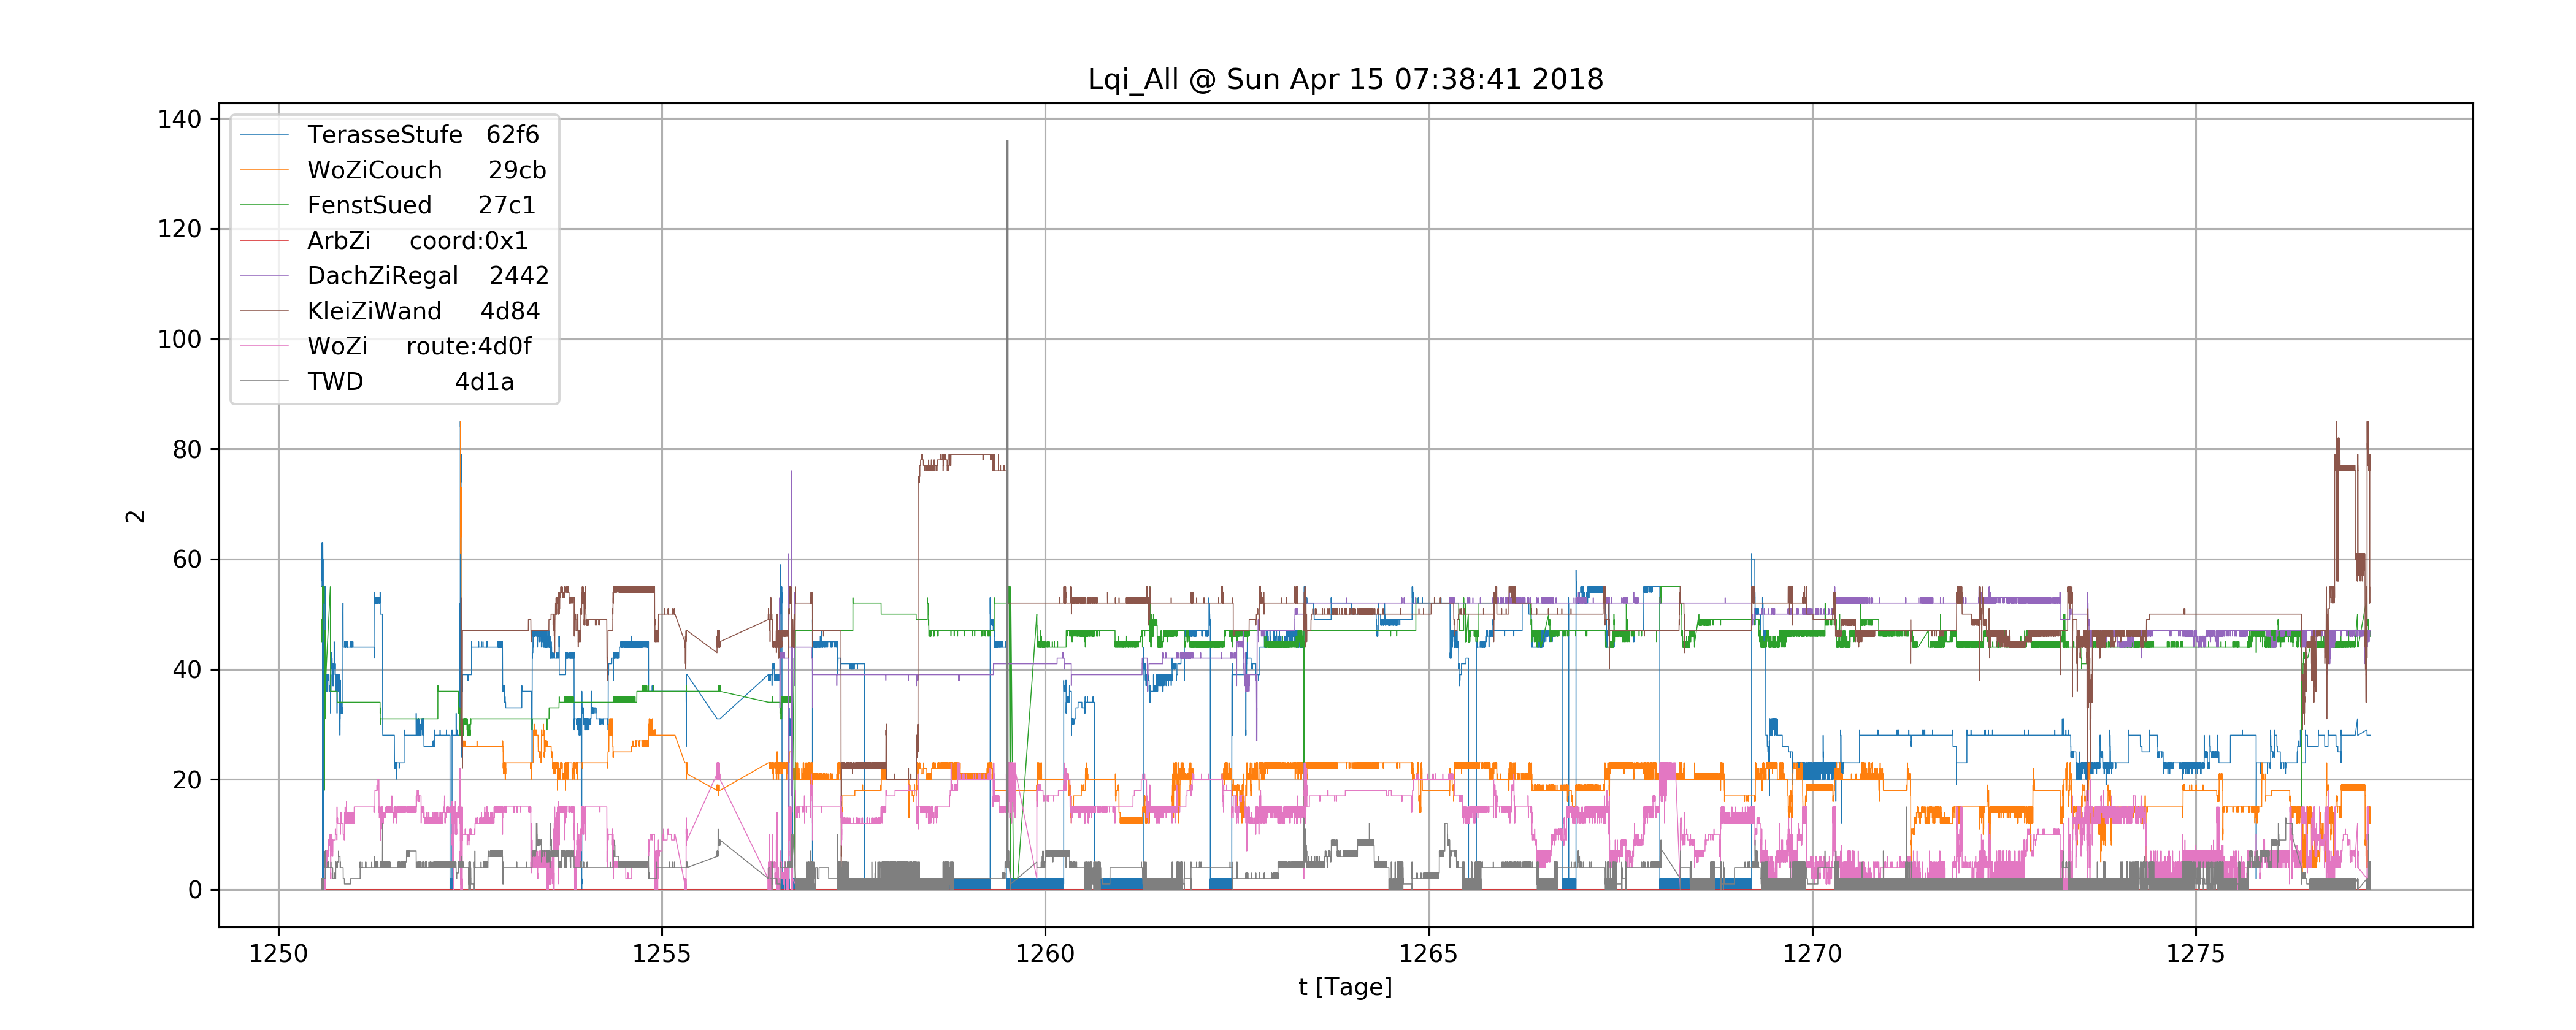 Lqi_All @ Sun Apr 15 07:38:41 2018
140
120
100
80
60
40
20
0
2
TerasseStufe 62f6
WoZiCouch 29cb
FenstSued 27c1
ArbZi coord:0x1
DachZiRegal 2442
KleiZiWand 4d84
WoZi route:4d0f
TWD 4d1a
1250 1255 1260 1265 1270 1275
t [Tage]